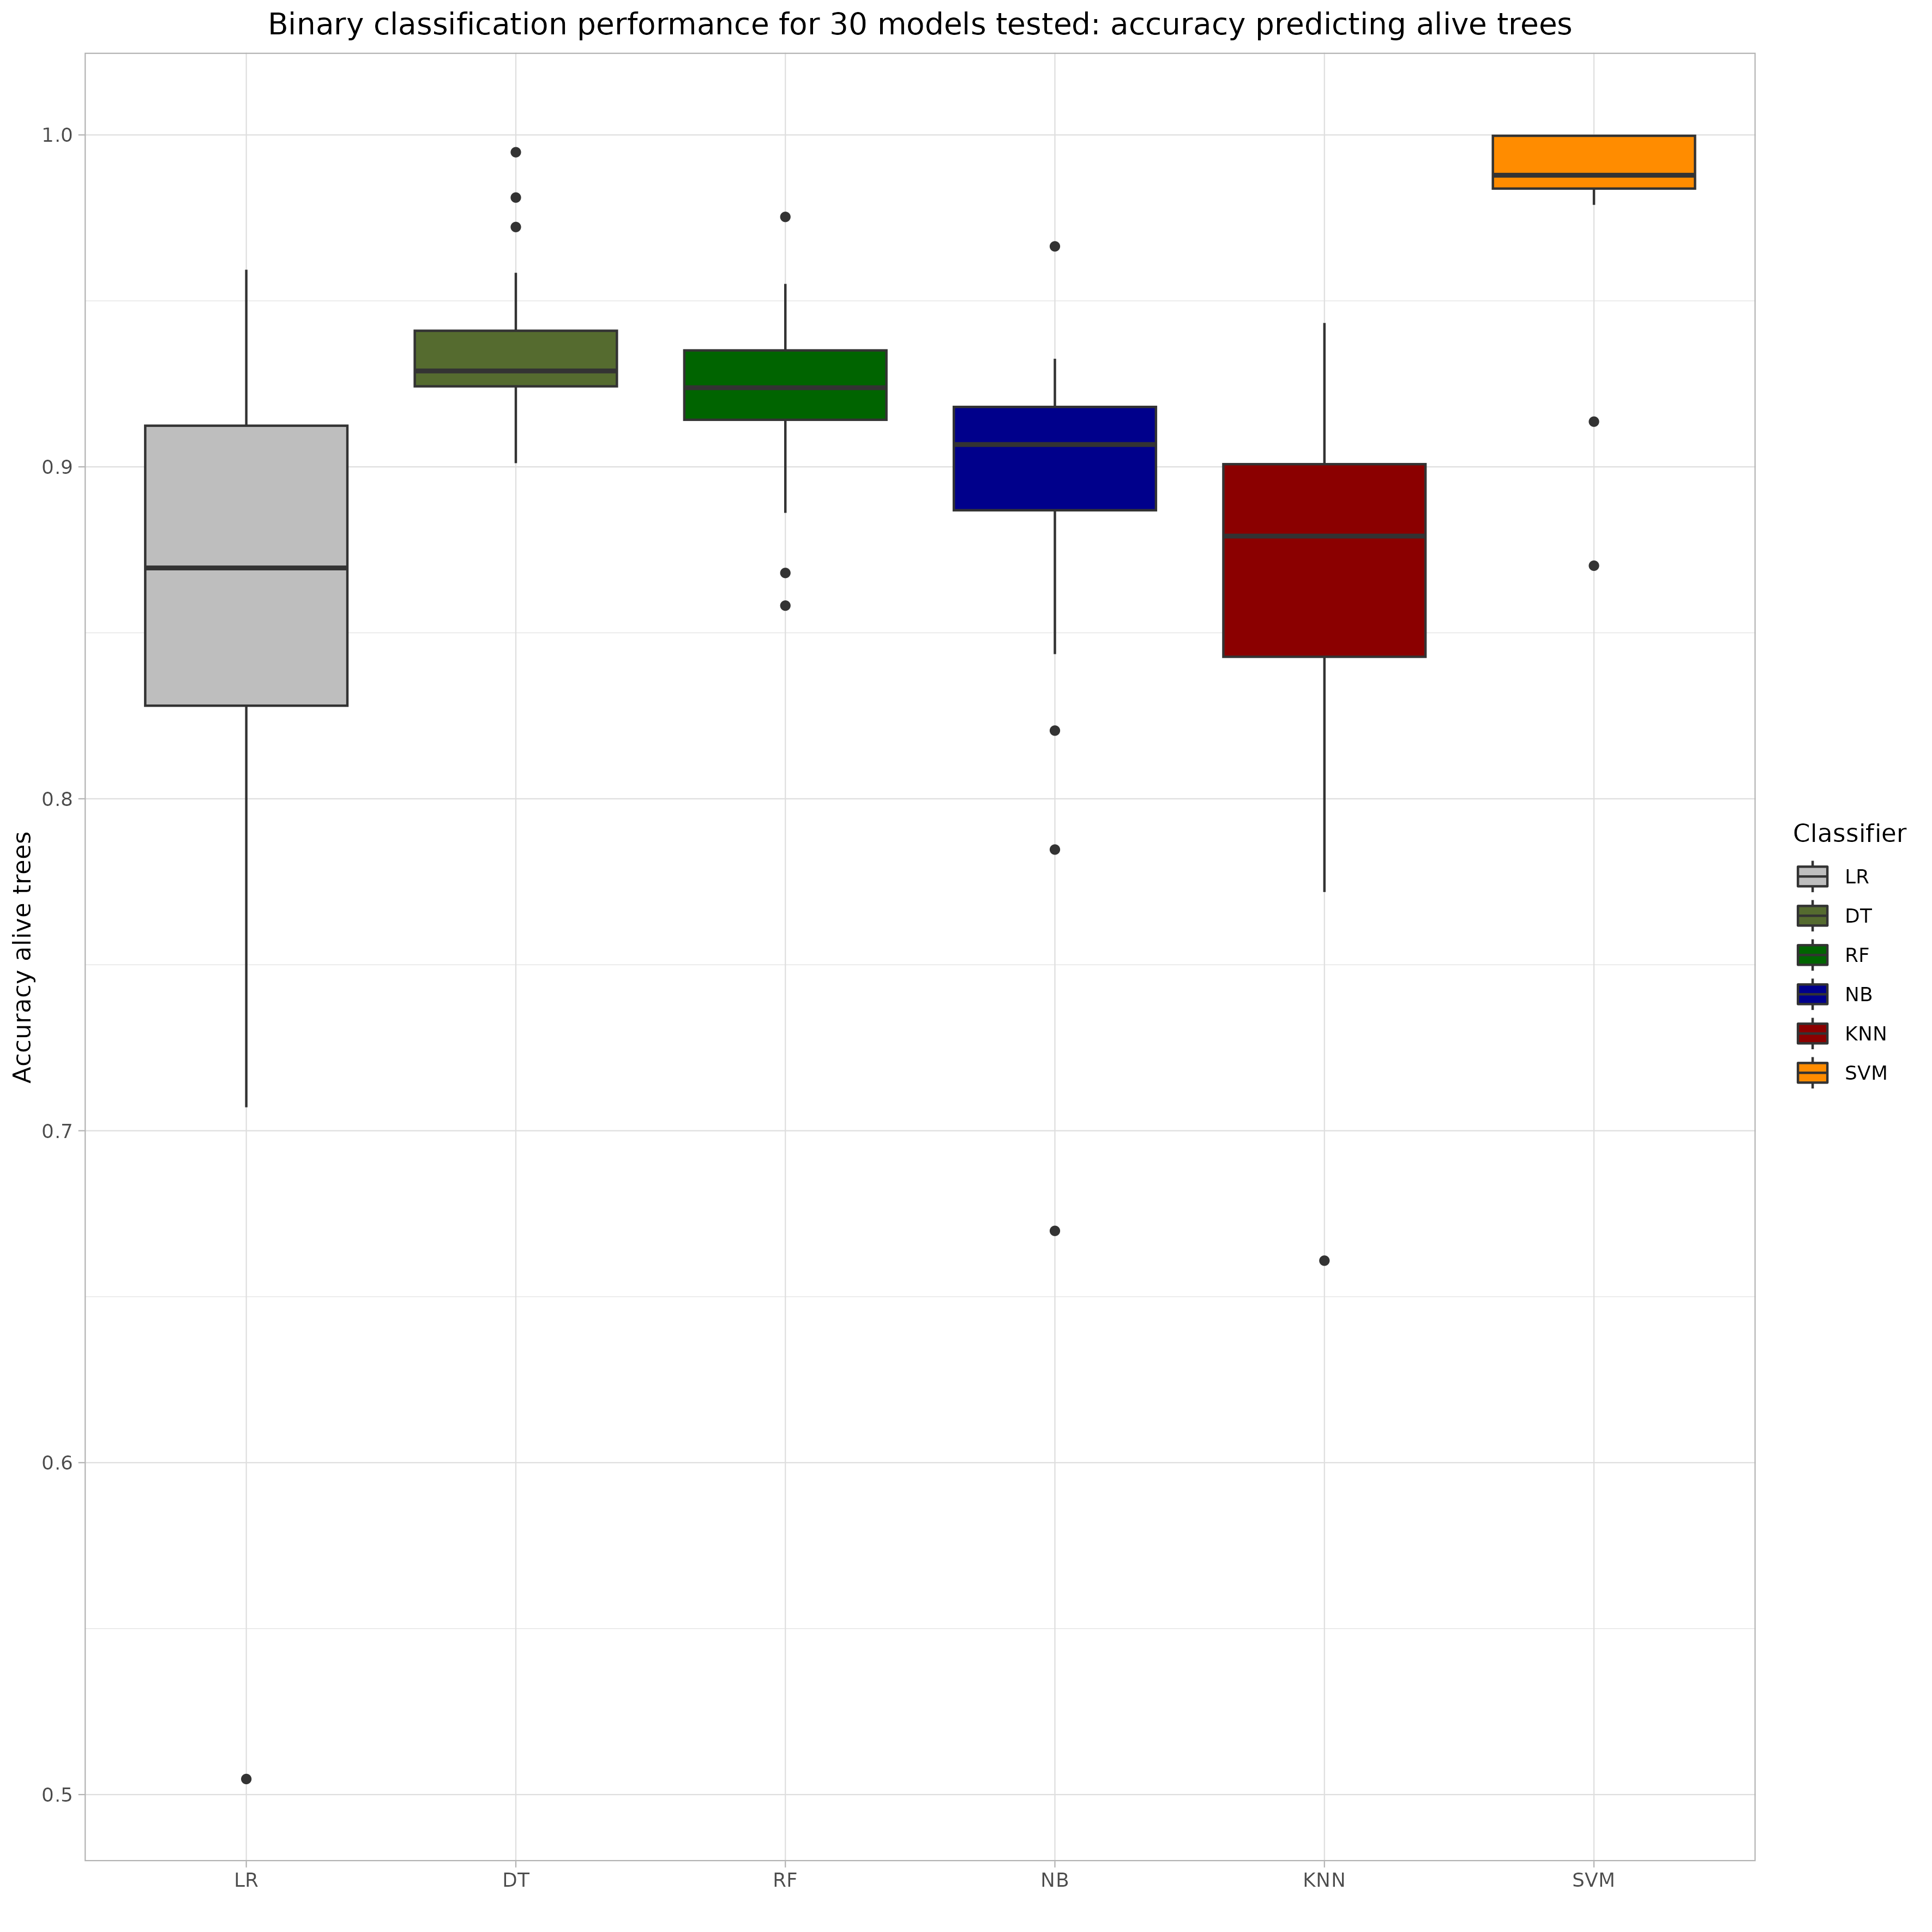 Binary classification performance for 30 models tested: accuracy predicting alive trees
Accuracy alive trees
1.0
0.9
0.8
0.7
0.6
0.5
LR
DT
RF
NB
KNN
SVM
Classifier
LR
DT
RF
NB
KNN
SVM